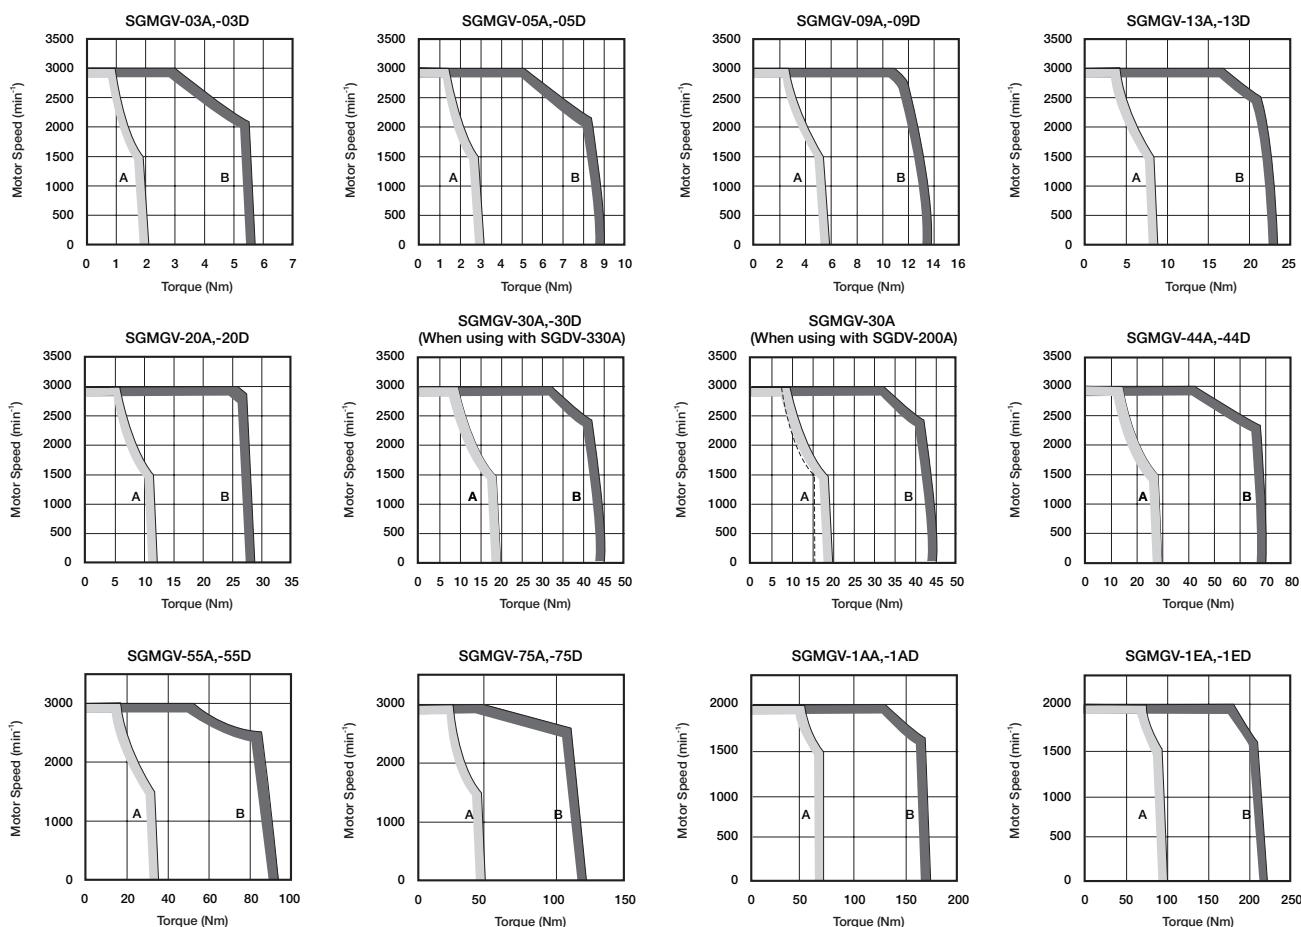 SGMGV-03A,-03D
3500
3000
2500
2000
1500
1000
500
0
Motor Speed (min⁻¹)
A
B
0 1 2 3 4 5 6 7
Torque (Nm)
SGMGV-05A,-05D
3500
3000
2500
2000
1500
1000
500
0
Motor Speed (min⁻¹)
A
B
0 1 2 3 4 5 6 7 8 9 10
Torque (Nm)
SGMGV-09A,-09D
3500
3000
2500
2000
1500
1000
500
0
Motor Speed (min⁻¹)
A
B
0 2 4 6 8 10 11 14 16
Torque (Nm)
SGMGV-13A,-13D
3500
3000
2500
2000
1500
1000
500
0
Motor Speed (min⁻¹)
A
B
0 5 10 15 20 25
Torque (Nm)
SGMGV-20A,-20D
3500
3000
2500
2000
1500
1000
500
0
Motor Speed (min⁻¹)
A
B
0 5 10 15 20 25 30 35
Torque (Nm)
SGMGV-30A,-30D
(When using with SGDV-330A)
3500
3000
2500
2000
1500
1000
500
0
Motor Speed (min⁻¹)
A
B
0 5 10 15 20 25 30 35 40 45 50
Torque (Nm)
SGMGV-30A
(When using with SGDV-200A)
3500
3000
2500
2000
1500
1000
500
0
Motor Speed (min⁻¹)
A
B
0 5 10 15 20 25 30 35 40 45 50
Torque (Nm)
SGMGV-44A,-44D
3500
3000
2500
2000
1500
1000
500
0
Motor Speed (min⁻¹)
A
B
0 10 20 30 40 50 60 70 80
Torque (Nm)
SGMGV-55A,-55D
3000
2000
1000
0
Motor Speed (min⁻¹)
A
B
0 20 40 60 80 100
Torque (Nm)
SGMGV-75A,-75D
3000
2000
1000
0
Motor Speed (min⁻¹)
A
B
0 50 100 150
Torque (Nm)
SGMGV-1AA,-1AD
2000
1500
1000
500
0
Motor Speed (min⁻¹)
A
B
0 50 100 150 200
Torque (Nm)
SGMGV-1EA,-1ED
2000
1500
1000
500
0
Motor Speed (min⁻¹)
A
B
0 50 100 150 200 250
Torque (Nm)